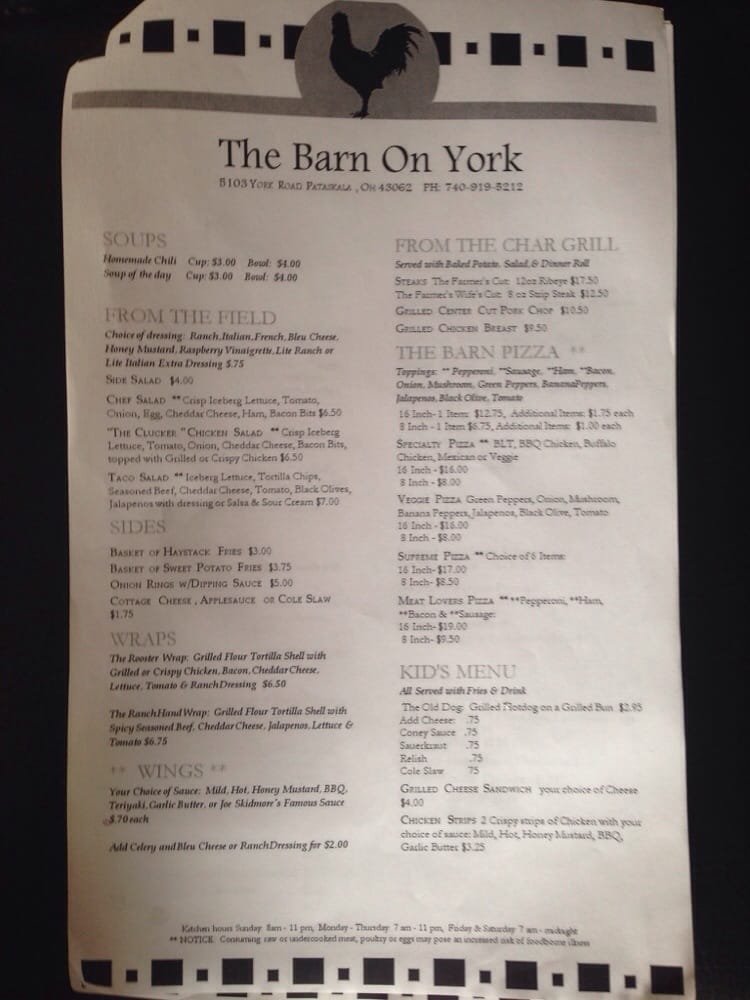 The Barn On York
5103 York Road Pataskala , OH 43062 PH: 740-919-5212
SOUPS
Homemade Chili Cup: $3.00 Bowl: $4.00
Soup of the day Cup: $3.00 Bowl: $4.00
FROM THE FIELD
Choice of dressing: Ranch, Italian, French, Bleu Cheese,
Honey Mustard, Raspberry Vinaigrette, Lite Ranch or
Lite Italian Extra Dressing $.75
SIDE SALAD $4.00
CHEF SALAD ** Crisp Iceberg Lettuce, Tomato,
Onion, Egg, Cheddar Cheese, Ham, Bacon Bits $6.50
"THE CLUCKER " CHICKEN SALAD ** Crisp Iceberg
Lettuce, Tomato, Onion, Cheddar Cheese, Bacon Bits,
topped with Grilled or Crispy Chicken $6.50
TACO SALAD ** Iceberg Lettuce, Tortilla Chips,
Seasoned Beef, Cheddar Cheese, Tomato, Black Olives,
Jalapenos with dressing or Salsa & Sour Cream $7.00
SIDES
BASKET OF HAYSTACK FRIES $3.00
BASKET OF SWEET POTATO FRIES $3.75
ONION RINGS W/DIPPING SAUCE $5.00
COTTAGE CHEESE , APPLESAUCE OR COLE SLAW
$1.75
WRAPS
The Rooster Wrap: Grilled Flour Tortilla Shell with
Grilled or Crispy Chicken, Bacon, Cheddar Cheese,
Lettuce, Tomato & Ranch Dressing $6.50
The Ranch Hand Wrap: Grilled Flour Tortilla Shell with
Spicy Seasoned Beef, Cheddar Cheese, Jalapenos, Lettuce &
Tomato $6.75
** WINGS **
Your Choice of Sauce: Mild, Hot, Honey Mustard, BBQ,
Teriyaki, Garlic Butter, or Joe Skidmore's Famous Sauce
$.70 each
Add Celery and Bleu Cheese or Ranch Dressing for $2.00
FROM THE CHAR GRILL
Served with Baked Potato, Salad, & Dinner Roll
STEAKS The Farmer's Cut: 12oz Ribeye $17.50
The Farmer's Wife's Cut: 8 oz Strip Steak $12.50
GRILLED CENTER CUT PORK CHOP $10.50
GRILLED CHICKEN BREAST $9.50
THE BARN PIZZA **
Toppings: ** Pepperoni, **Sausage, **Ham, **Bacon,
Onion, Mushroom, Green Peppers, Banana Peppers,
Jalapenos, Black Olive, Tomato
16 Inch- 1 Item: $12.75, Additional Items: $1.75 each
8 Inch - 1 Item $6.75, Additional Items: $1.00 each
SPECIALTY PIZZA ** BLT, BBQ Chicken, Buffalo
Chicken, Mexican or Veggie
16 Inch - $16.00
8 Inch - $8.00
VEGGIE PIZZA Green Peppers, Onion, Mushroom,
Banana Peppers, Jalapenos, Black Olive, Tomato
16 Inch - $16.00
8 Inch - $8.00
SUPREME PIZZA ** Choice of 6 Items:
16 Inch- $17.00
8 Inch- $8.50
MEAT LOVERS PIZZA ** **Pepperoni, **Ham,
**Bacon & **Sausage:
16 Inch- $19.00
8 Inch- $9.50
KID'S MENU
All Served with Fries & Drink
The Old Dog: Grilled Hotdog on a Grilled Bun $2.95
Add Cheese: .75
Coney Sauce .75
Sauerkraut .75
Relish .75
Cole Slaw 75
GRILLED CHEESE SANDWICH your choice of Cheese
$4.00
CHICKEN STRIPS 2 Crispy strips of Chicken with your
choice of sauce: Mild, Hot, Honey Mustard, BBQ,
Garlic Butter $3.25
Kitchen hours Sunday 8am - 11 pm, Monday - Thursday 7 am - 11 pm, Friday & Saturday 7 am - midnight
** NOTICE Consuming raw or undercooked meat, poultry or eggs may pose an increased risk of foodborne illness